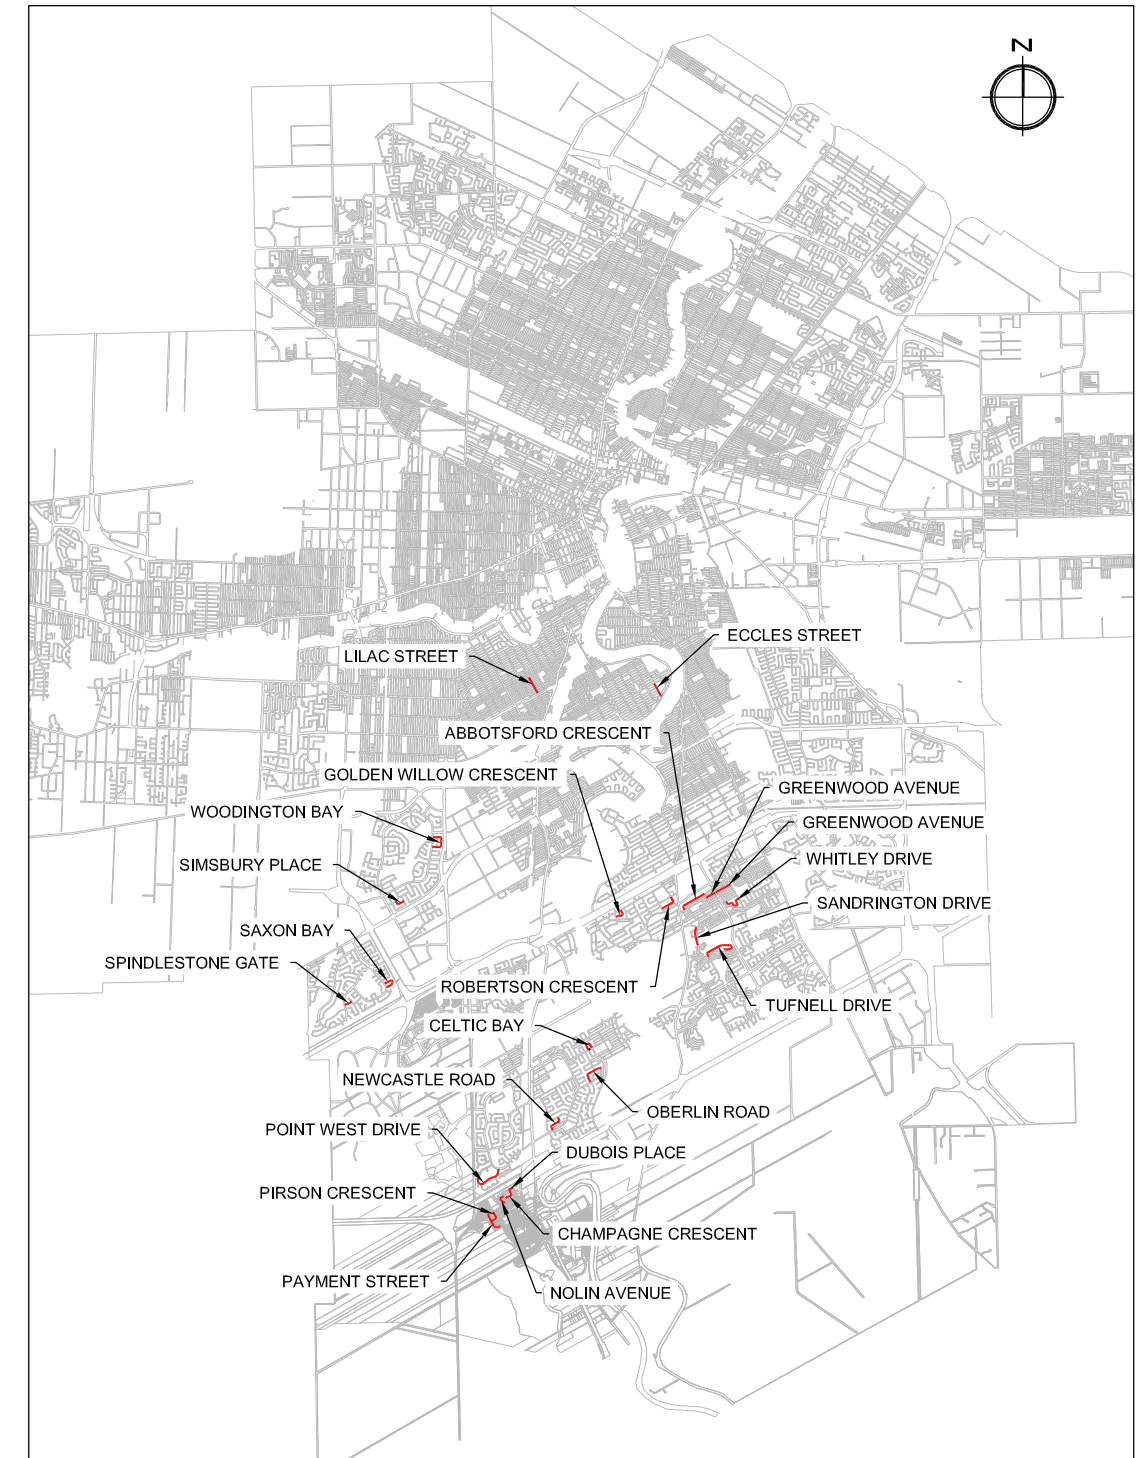 N
ECCLES STREET
LILAC STREET
ABBOTSFORD CRESCENT
GOLDEN WILLOW CRESCENT
GREENWOOD AVENUE
WOODINGTON BAY
GREENWOOD AVENUE
SIMSBURY PLACE
WHITLEY DRIVE
SANDRINGTON DRIVE
SAXON BAY
SPINDLESTONE GATE
ROBERTSON CRESCENT
TUFNELL DRIVE
CELTIC BAY
NEWCASTLE ROAD
OBERLIN ROAD
POINT WEST DRIVE
DUBOIS PLACE
PIRSON CRESCENT
CHAMPAGNE CRESCENT
PAYMENT STREET
NOLIN AVENUE